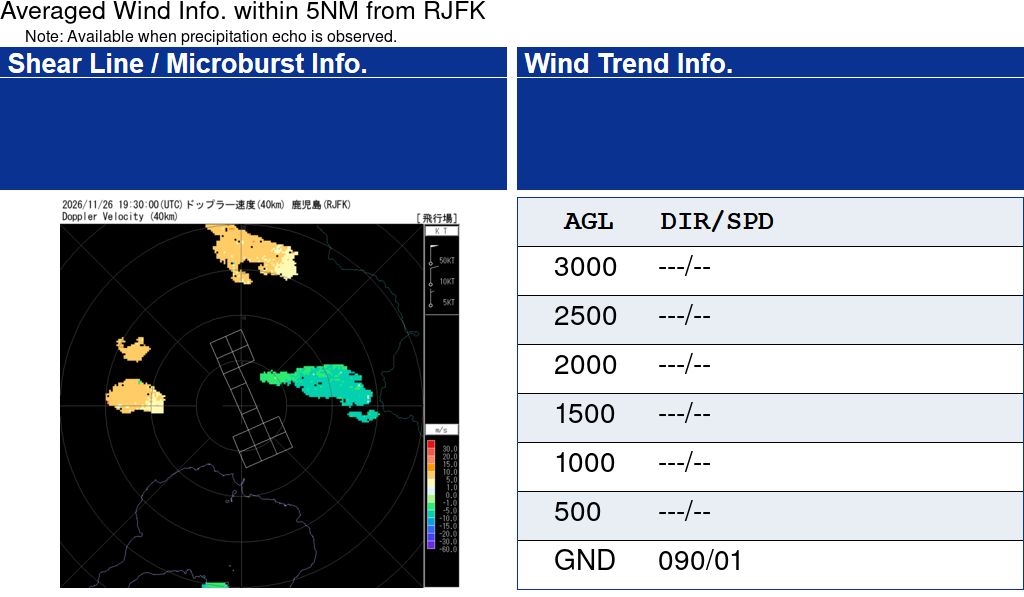 Averaged Wind Info. within 5NM from RJFK
Note: Available when precipitation echo is observed.
Shear Line / Microburst Info.
Wind Trend Info.
2026/11/26 19:30:00(UTC) ドップラー速度(40km) 鹿児島(RJFK)
Doppler Velocity (40km)
[飛行場]
KT
50KT
10KT
5KT
m/s
30.0
20.0
15.0
10.0
5.0
1.0
0.0
-1.0
-5.0
-10.0
-15.0
-20.0
-30.0
-60.0
AGL DIR/SPD
3000 ---/--
2500 ---/--
2000 ---/--
1500 ---/--
1000 ---/--
500 ---/--
GND 090/01